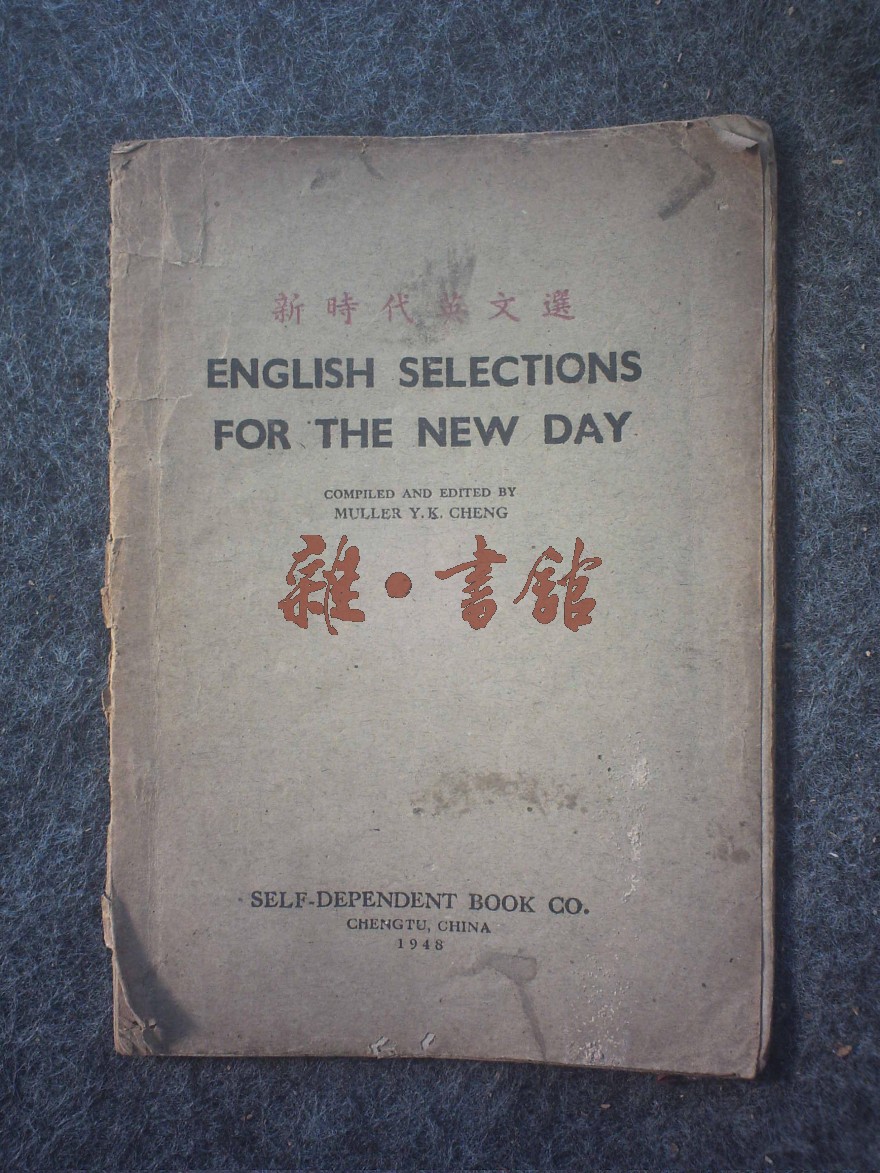 新時代英文選
ENGLISH SELECTIONS
FOR THE NEW DAY
COMPILED AND EDITED BY
MULLER Y. K. CHENG
雜·書館
SELF-DEPENDENT BOOK CO.
CHENGTU, CHINA
1948